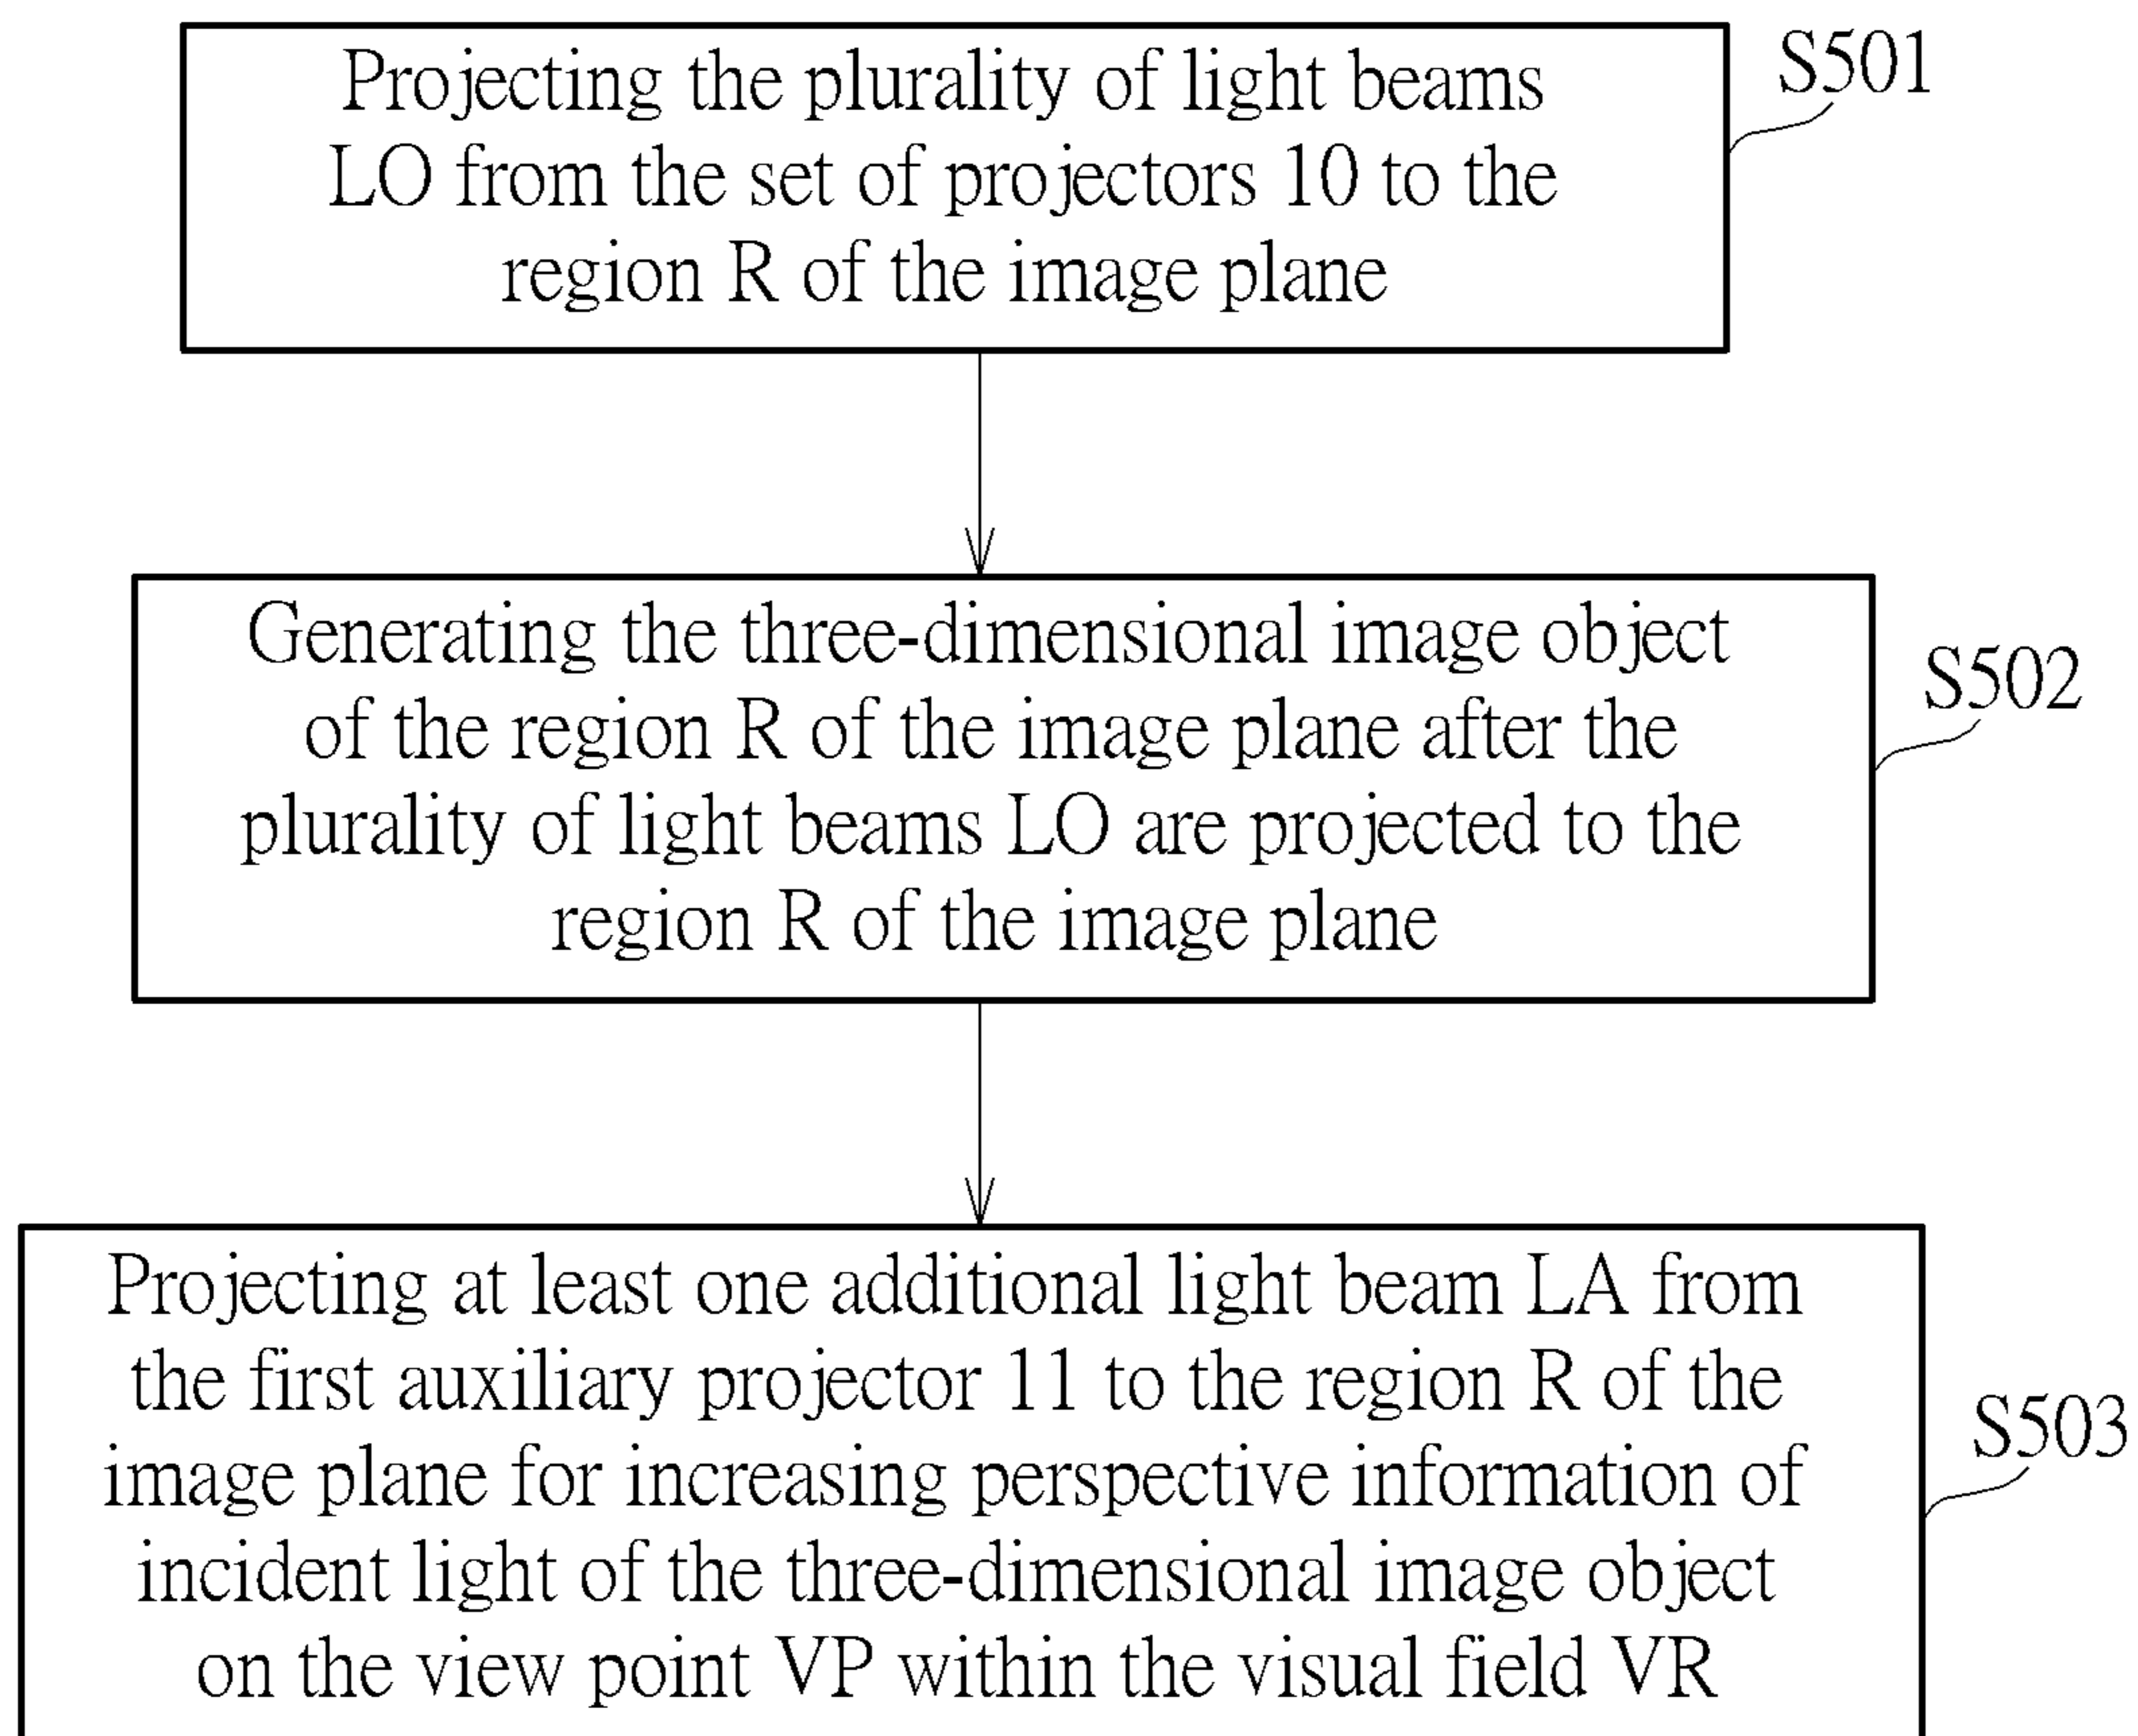 Projecting the plurality of light beams
LO from the set of projectors 10 to the
region R of the image plane
S501
Generating the three-dimensional image object
of the region R of the image plane after the
plurality of light beams LO are projected to the
region R of the image plane
S502
Projecting at least one additional light beam LA from
the first auxiliary projector 11 to the region R of the
image plane for increasing perspective information of
incident light of the three-dimensional image object
on the view point VP within the visual field VR
S503